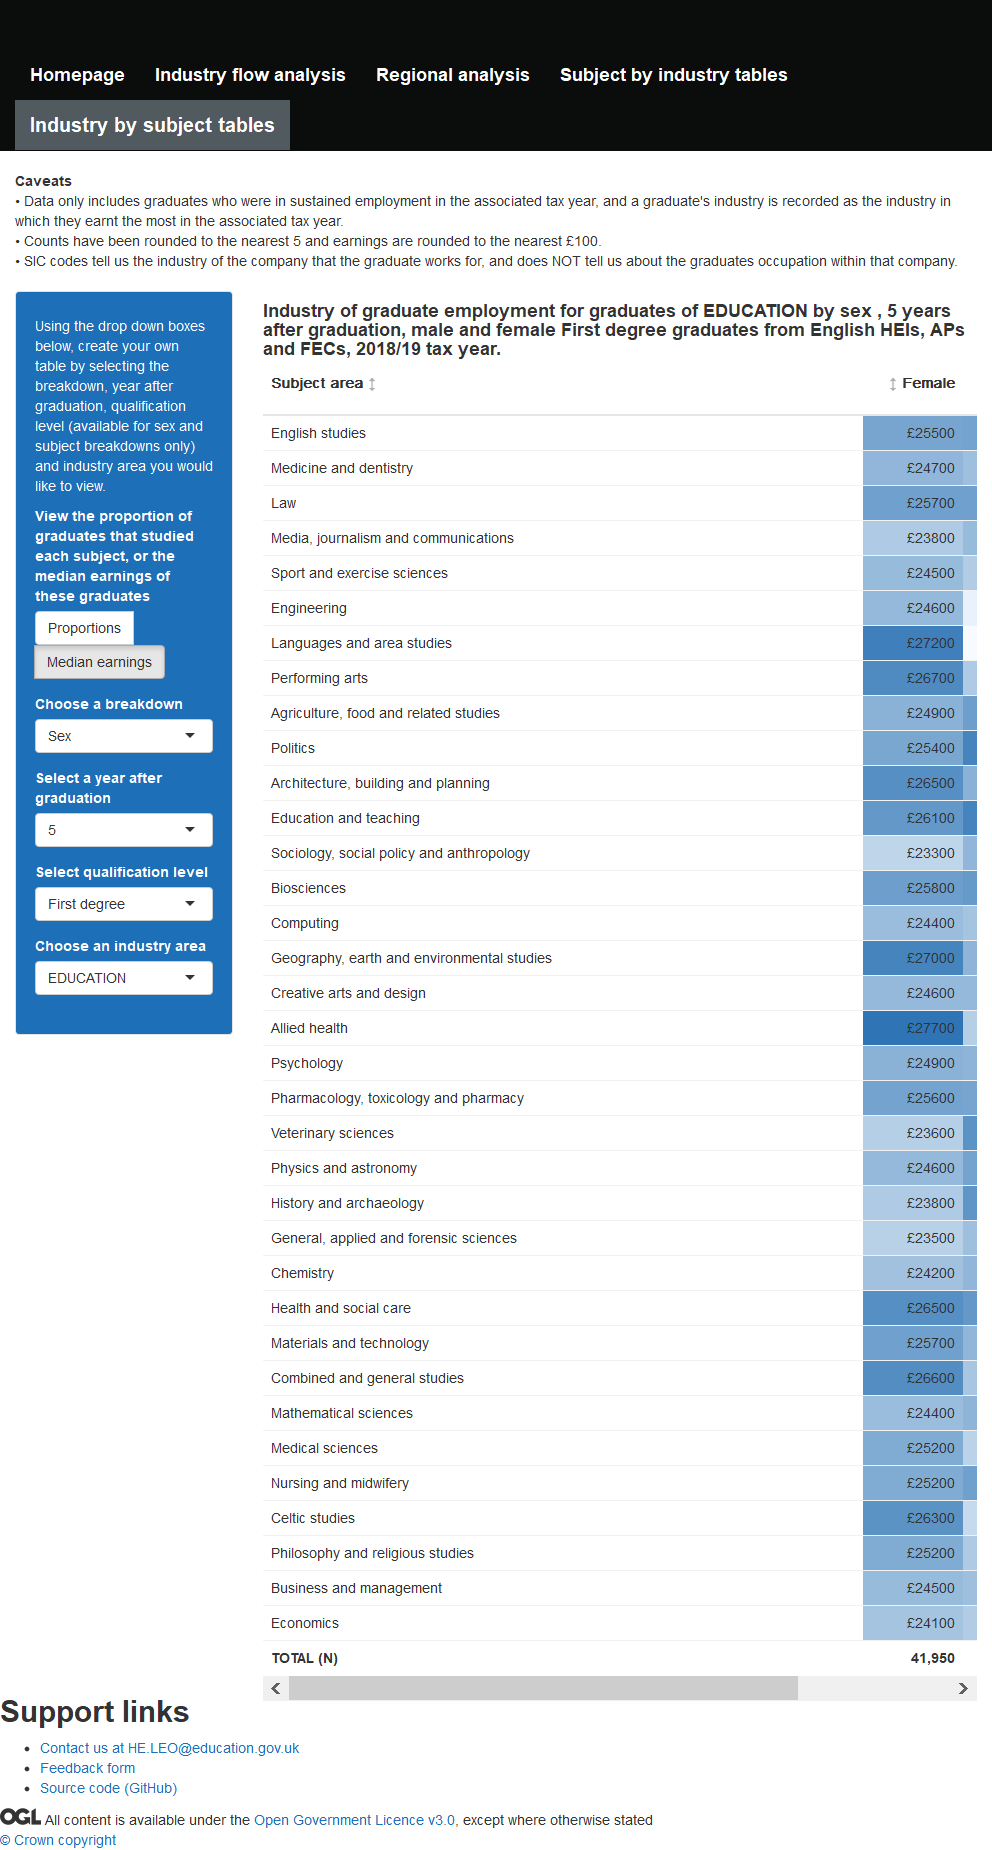 Homepage Industry flow analysis Regional analysis Subject by industry tables
Industry by subject tables
Caveats
• Data only includes graduates who were in sustained employment in the associated tax year, and a graduate's industry is recorded as the industry in
which they earnt the most in the associated tax year.
• Counts have been rounded to the nearest 5 and earnings are rounded to the nearest £100.
• SIC codes tell us the industry of the company that the graduate works for, and does NOT tell us about the graduates occupation within that company.
Using the drop down boxes
below, create your own
table by selecting the
breakdown, year after
graduation, qualification
level (available for sex and
subject breakdowns only)
and industry area you would
like to view.
View the proportion of
graduates that studied
each subject, or the
median earnings of
these graduates
Proportions
Median earnings
Choose a breakdown
Sex
Select a year after
graduation
5
Select qualification level
First degree
Choose an industry area
EDUCATION
Industry of graduate employment for graduates of EDUCATION by sex , 5 years
after graduation, male and female First degree graduates from English HEIs, APs
and FECs, 2018/19 tax year.
Subject area Female
English studies £25500
Medicine and dentistry £24700
Law £25700
Media, journalism and communications £23800
Sport and exercise sciences £24500
Engineering £24600
Languages and area studies £27200
Performing arts £26700
Agriculture, food and related studies £24900
Politics £25400
Architecture, building and planning £26500
Education and teaching £26100
Sociology, social policy and anthropology £23300
Biosciences £25800
Computing £24400
Geography, earth and environmental studies £27000
Creative arts and design £24600
Allied health £27700
Psychology £24900
Pharmacology, toxicology and pharmacy £25600
Veterinary sciences £23600
Physics and astronomy £24600
History and archaeology £23800
General, applied and forensic sciences £23500
Chemistry £24200
Health and social care £26500
Materials and technology £25700
Combined and general studies £26600
Mathematical sciences £24400
Medical sciences £25200
Nursing and midwifery £25200
Celtic studies £26300
Philosophy and religious studies £25200
Business and management £24500
Economics £24100
TOTAL (N) 41,950
Support links
• Contact us at HE.LEO@education.gov.uk
• Feedback form
• Source code (GitHub)
OGL All content is available under the Open Government Licence v3.0, except where otherwise stated
© Crown copyright